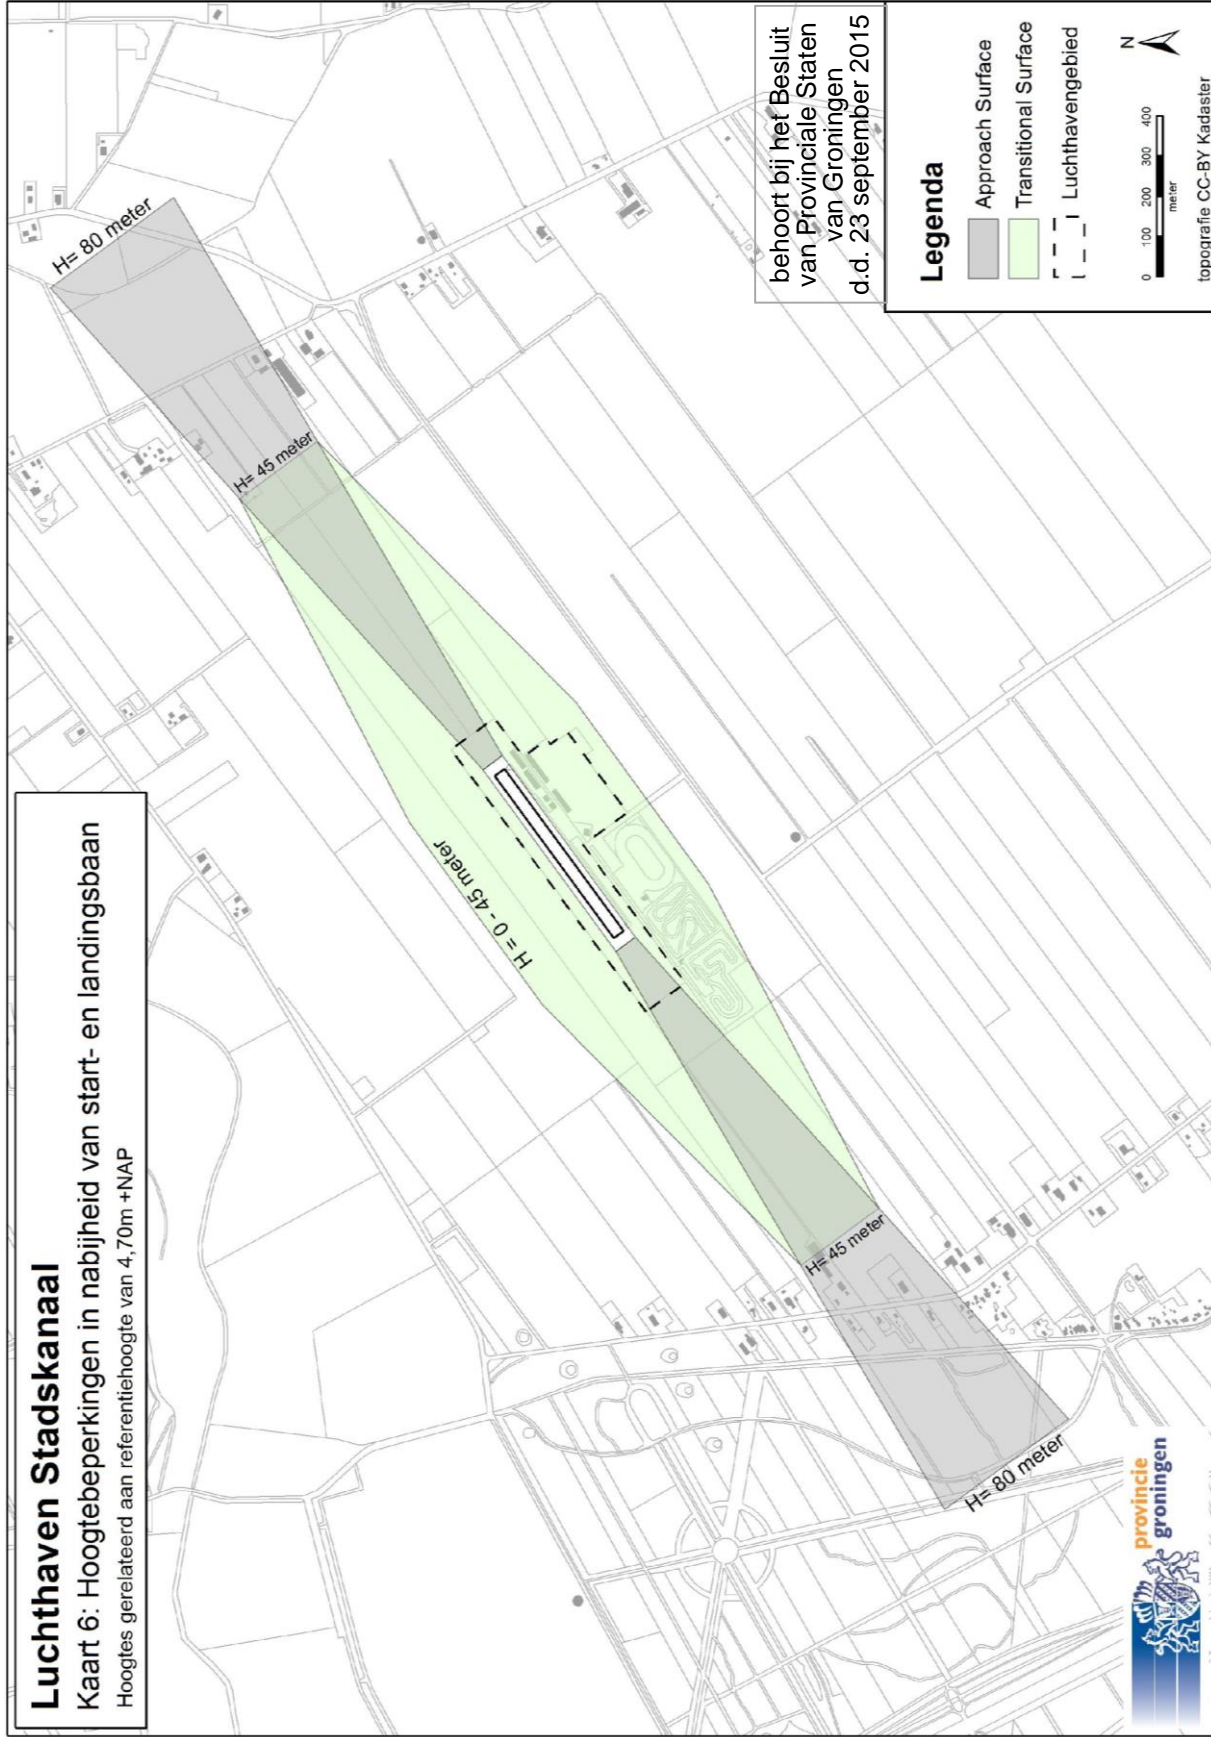 Luchthaven Stadskanaal
Kaart 6: Hoogtebeperkingen in nabijheid van start- en landingsbaan
Hoogtes gerelateerd aan referentiehoogte van 4,70m +NAP
H= 80 meter
H= 45 meter
H = 0 - 45 meter
H= 45 meter
H= 80 meter
behoort bij het Besluit
van Provinciale Staten
van Groningen
d.d. 23 september 2015
Legenda
Approach Surface
Transitional Surface
Luchthavengebied
N
0 100 200 300 400
meter
topografie CC-BY Kadaster
provincie
groningen